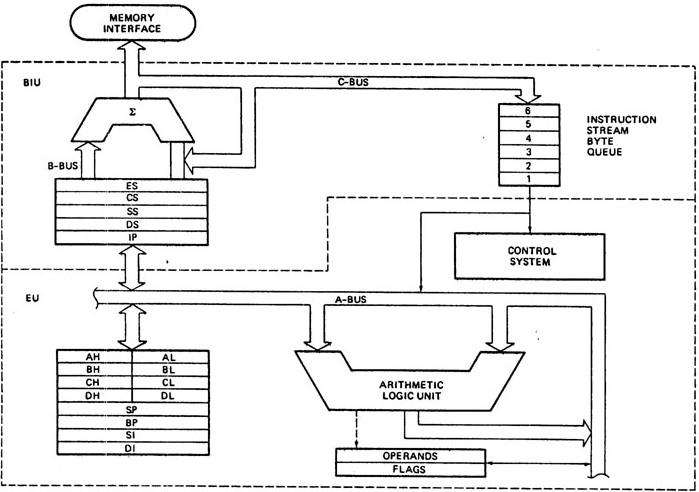 MEMORY
INTERFACE
BIU
C-BUS
Σ
B-BUS
6
5
4
3
2
1
INSTRUCTION
STREAM
BYTE
QUEUE
ES
CS
SS
DS
IP
CONTROL
SYSTEM
EU
A-BUS
AH AL
BH BL
CH CL
DH DL
SP
BP
SI
DI
ARITHMETIC
LOGIC UNIT
OPERANDS
FLAGS